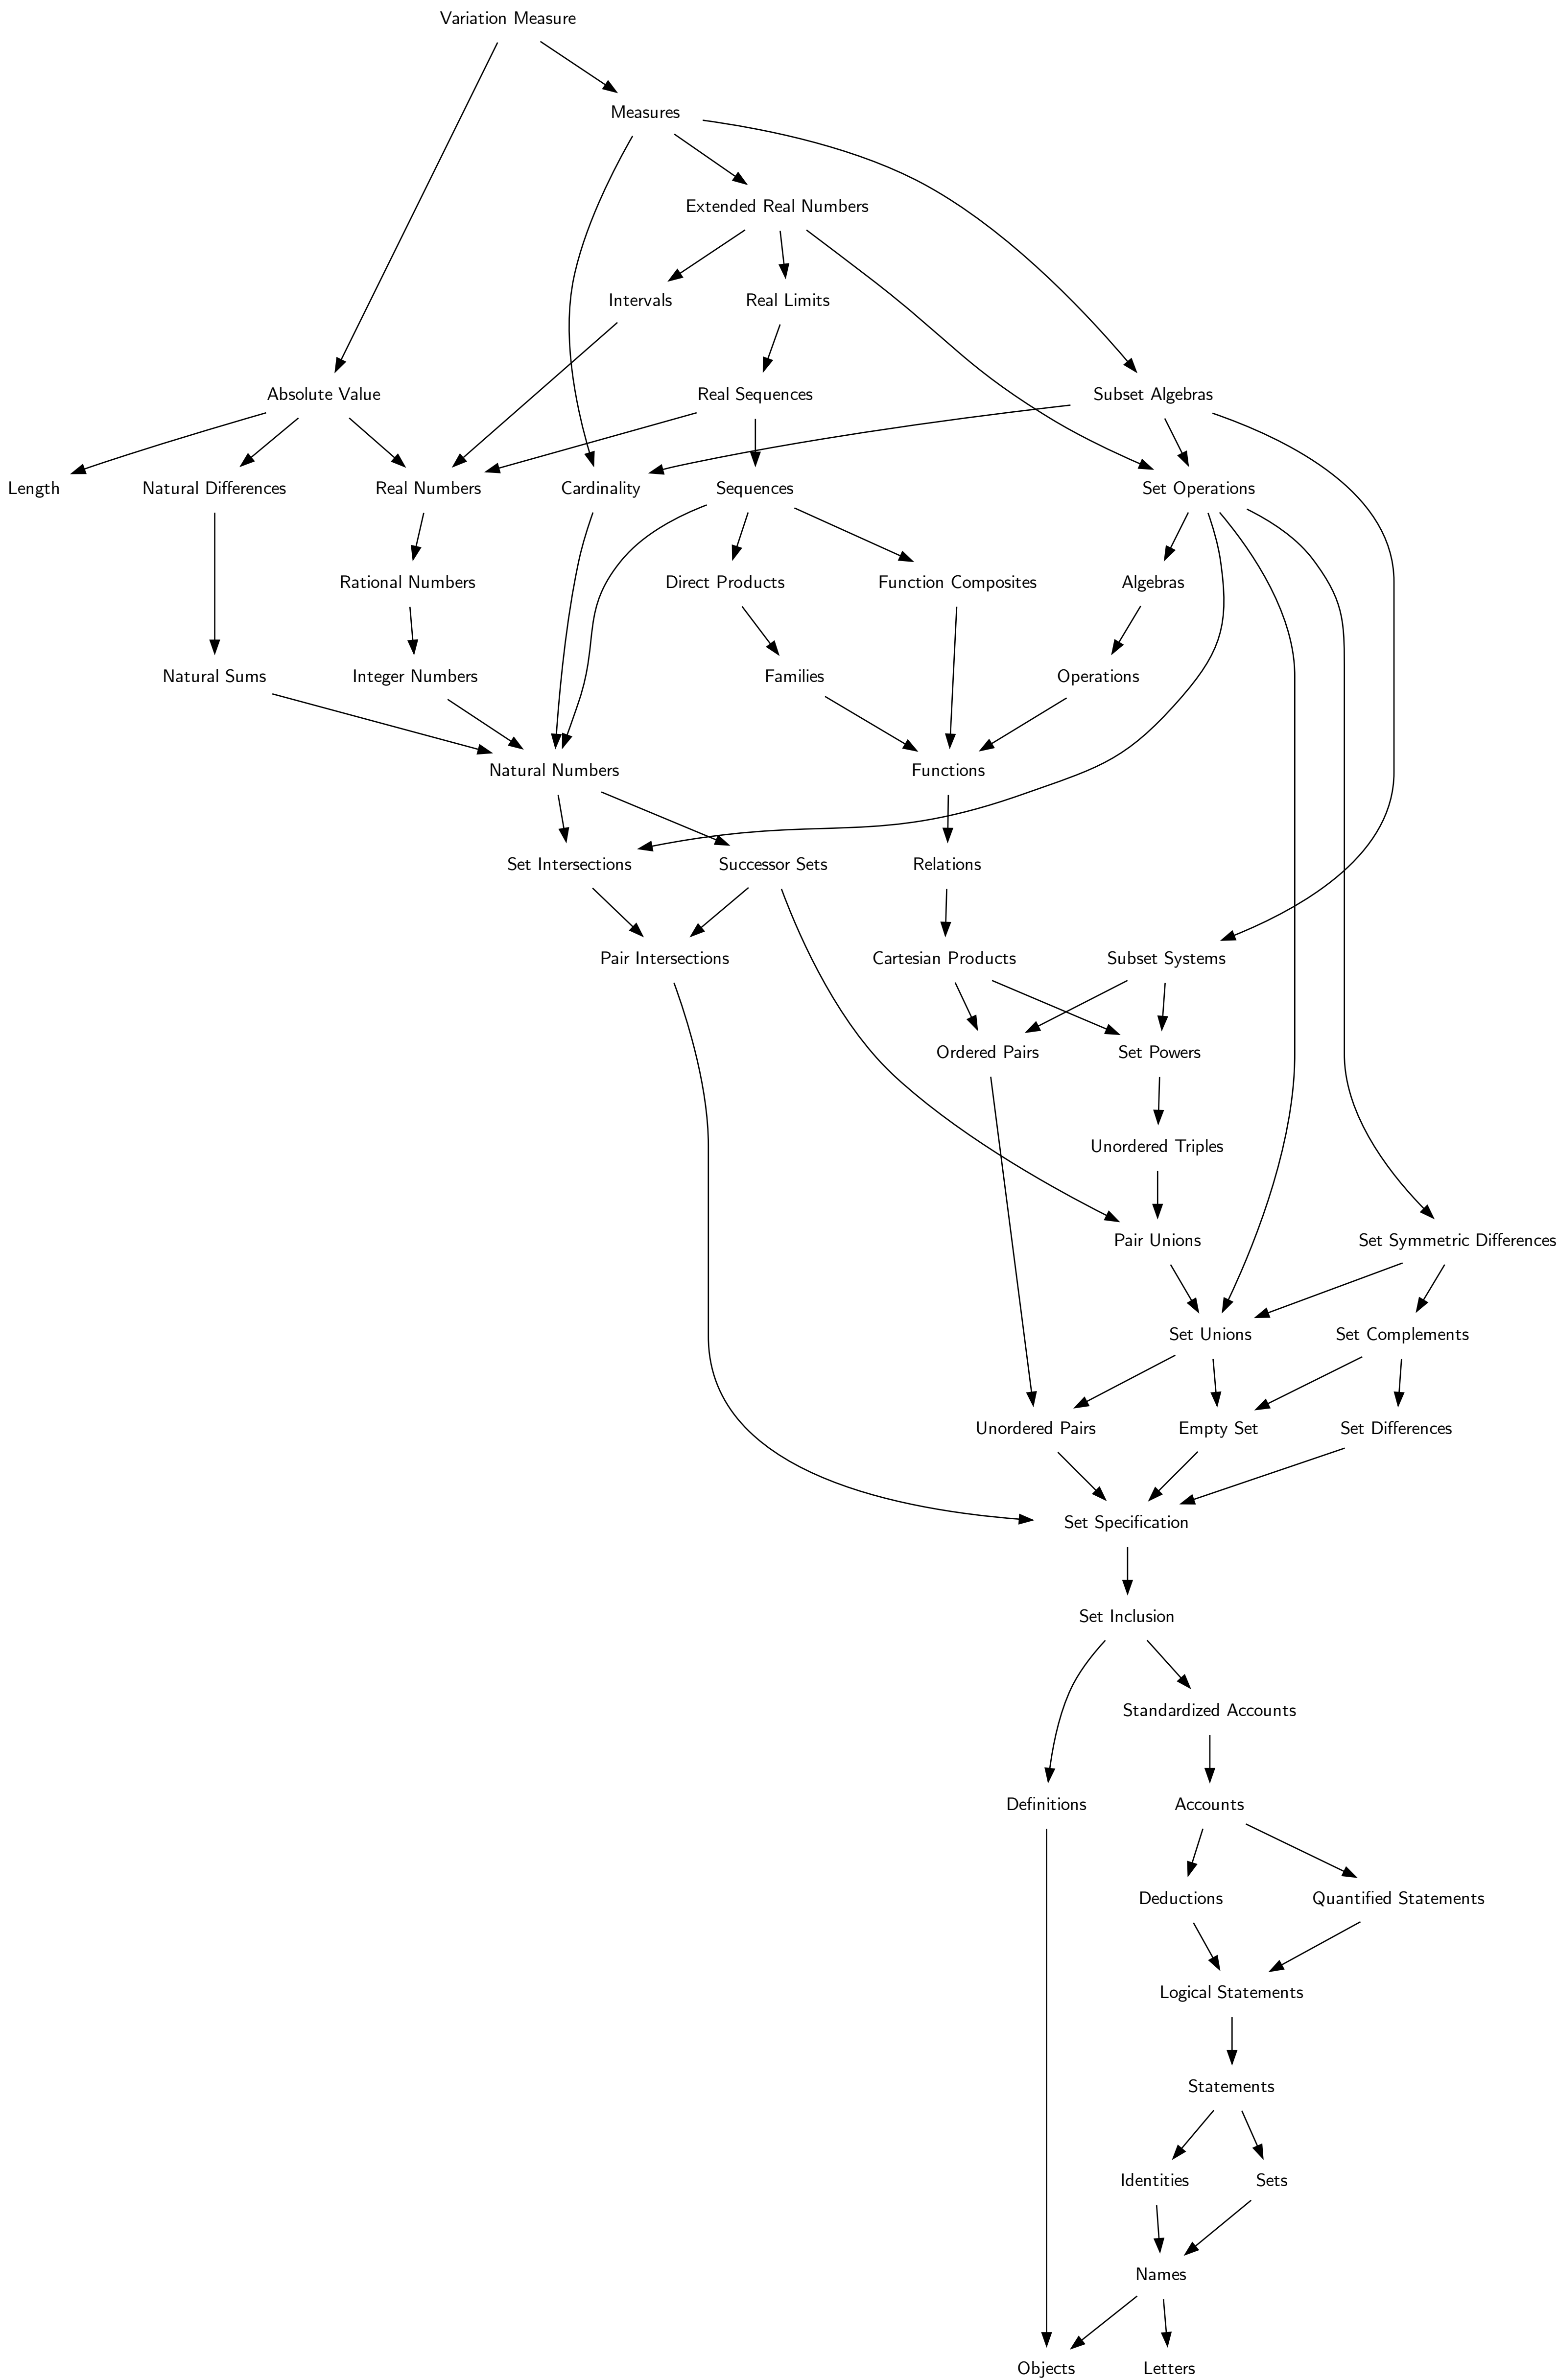 Variation Measure
Measures
Extended Real Numbers
Intervals
Real Limits
Absolute Value
Real Sequences
Subset Algebras
Length
Natural Differences
Real Numbers
Cardinality
Sequences
Set Operations
Rational Numbers
Direct Products
Function Composites
Algebras
Natural Sums
Integer Numbers
Families
Operations
Natural Numbers
Functions
Set Intersections
Successor Sets
Relations
Pair Intersections
Cartesian Products
Subset Systems
Ordered Pairs
Set Powers
Unordered Triples
Pair Unions
Set Symmetric Differences
Set Unions
Set Complements
Unordered Pairs
Empty Set
Set Differences
Set Specification
Set Inclusion
Standardized Accounts
Definitions
Accounts
Deductions
Quantified Statements
Logical Statements
Statements
Identities
Sets
Names
Objects
Letters